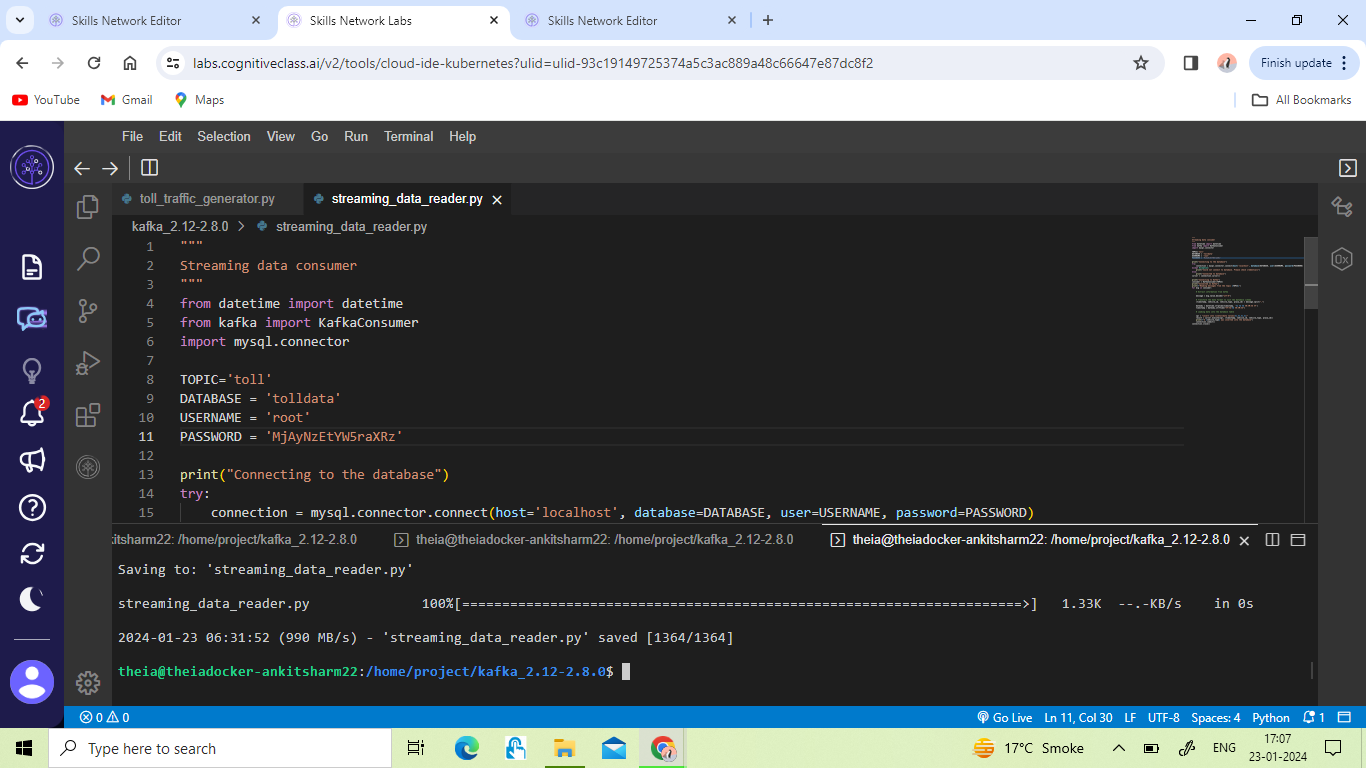 Skills Network Editor
Skills Network Labs
Skills Network Editor
labs.cognitiveclass.ai/v2/tools/cloud-ide-kubernetes?ulid=ulid-93c19149725374a5c3ac889a48c66647e87dc8f2
Finish update
YouTube
Gmail
Maps
All Bookmarks
File Edit Selection View Go Run Terminal Help
toll_traffic_generator.py
streaming_data_reader.py
kafka_2.12-2.8.0 > streaming_data_reader.py
1 """
2 Streaming data consumer
3 """
4 from datetime import datetime
5 from kafka import KafkaConsumer
6 import mysql.connector
7
8 TOPIC='toll'
9 DATABASE = 'tolldata'
10 USERNAME = 'root'
11 PASSWORD = 'MjAyNzEtYW5raXRz'
12
13 print("Connecting to the database")
14 try:
15 connection = mysql.connector.connect(host='localhost', database=DATABASE, user=USERNAME, password=PASSWORD)
2
0x
kitsharm22: /home/project/kafka_2.12-2.8.0
theia@theiadocker-ankitsharm22: /home/project/kafka_2.12-2.8.0
theia@theiadocker-ankitsharm22: /home/project/kafka_2.12-2.8.0
Saving to: 'streaming_data_reader.py'
streaming_data_reader.py 100%[======================================================================>] 1.33K --.-KB/s in 0s
2024-01-23 06:31:52 (990 MB/s) - 'streaming_data_reader.py' saved [1364/1364]
theia@theiadocker-ankitsharm22:/home/project/kafka_2.12-2.8.0$
0 0
Go Live Ln 11, Col 30 LF UTF-8 Spaces: 4 Python 1
Type here to search
17°C Smoke
ENG
17:07
23-01-2024